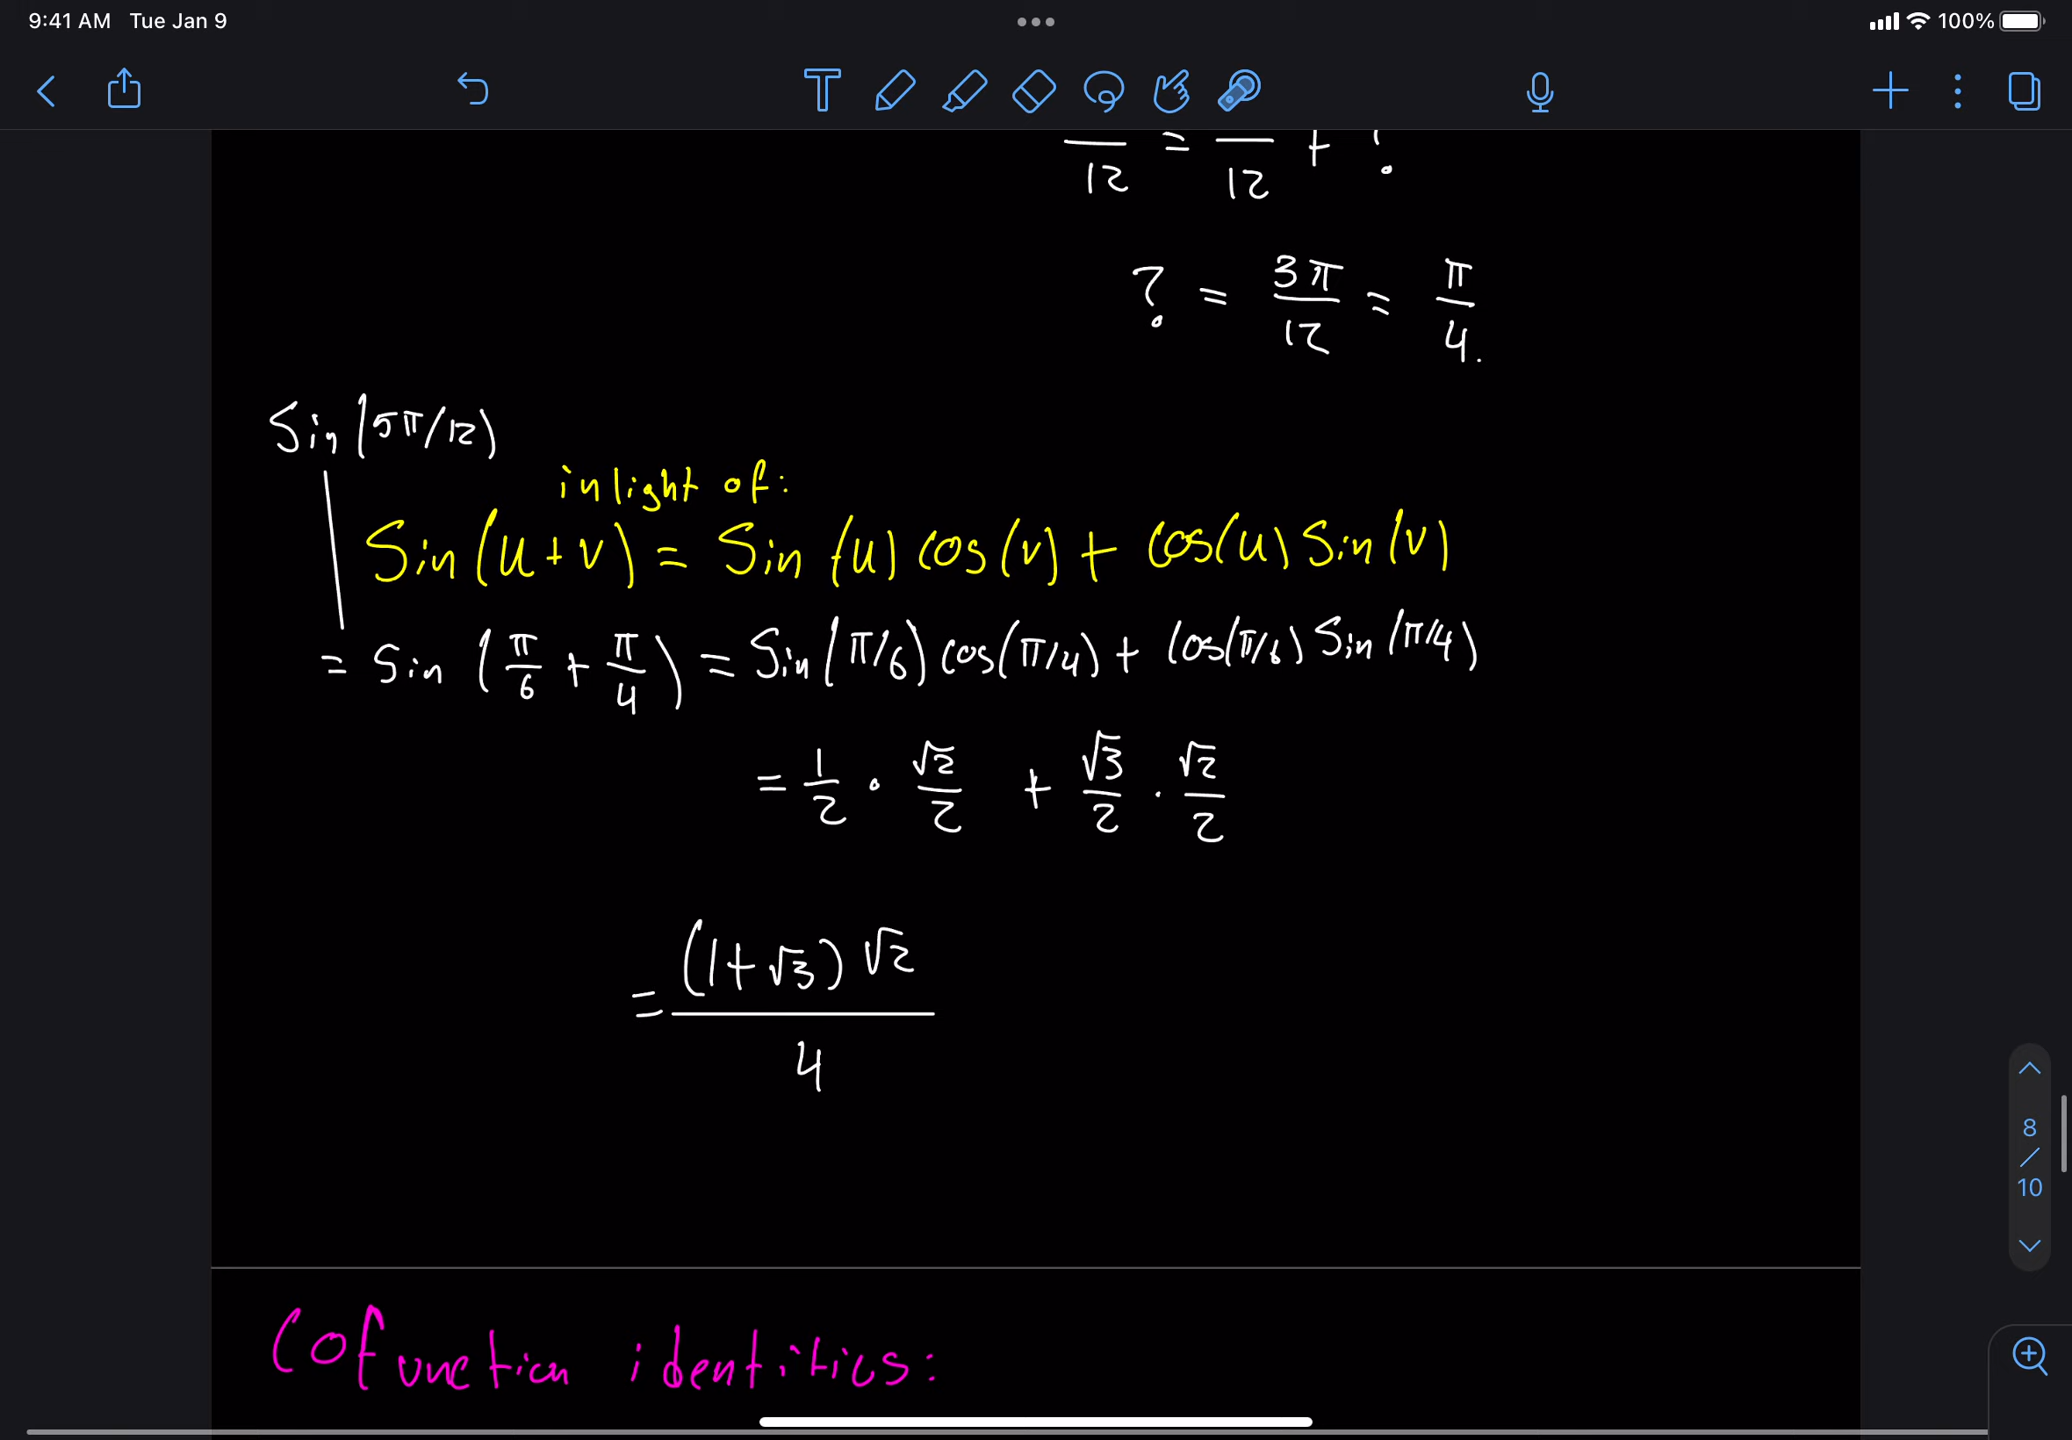 9:41 AM Tue Jan 9
100%
12 = 12 + ?
? = 3π/12 = π/4.
Sin(5π/12)
in light of:
Sin(u+v) = Sin(u) cos(v) + cos(u) Sin(v)
= Sin (π/6 + π/4) = Sin(π/6) cos(π/4) + cos(π/6) Sin(π/4)
= 1/2 · √2/2 + √3/2 · √2/2
= (1+√3)√2 / 4
8
/
10
Cofunction identities: